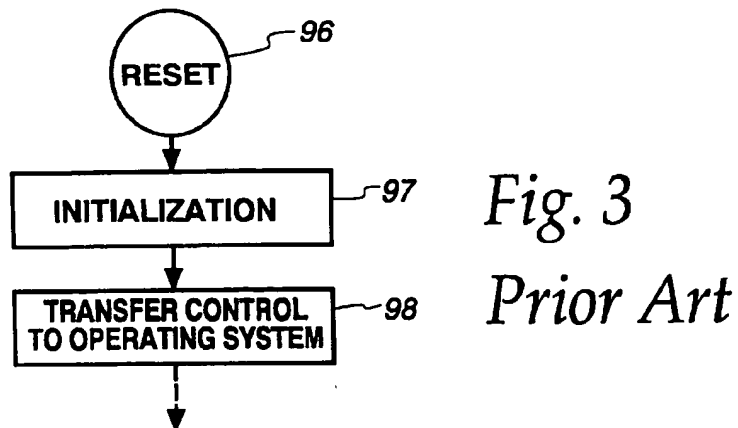 96
RESET
97
INITIALIZATION
Fig. 3
TRANSFER CONTROL
TO OPERATING SYSTEM
98
Prior Art